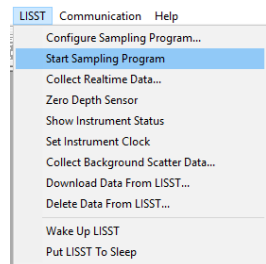 LISST Communication Help
Configure Sampling Program...
Start Sampling Program
Collect Realtime Data...
Zero Depth Sensor
Show Instrument Status
Set Instrument Clock
Collect Background Scatter Data...
Download Data From LISST...
Delete Data From LISST...
Wake Up LISST
Put LISST To Sleep